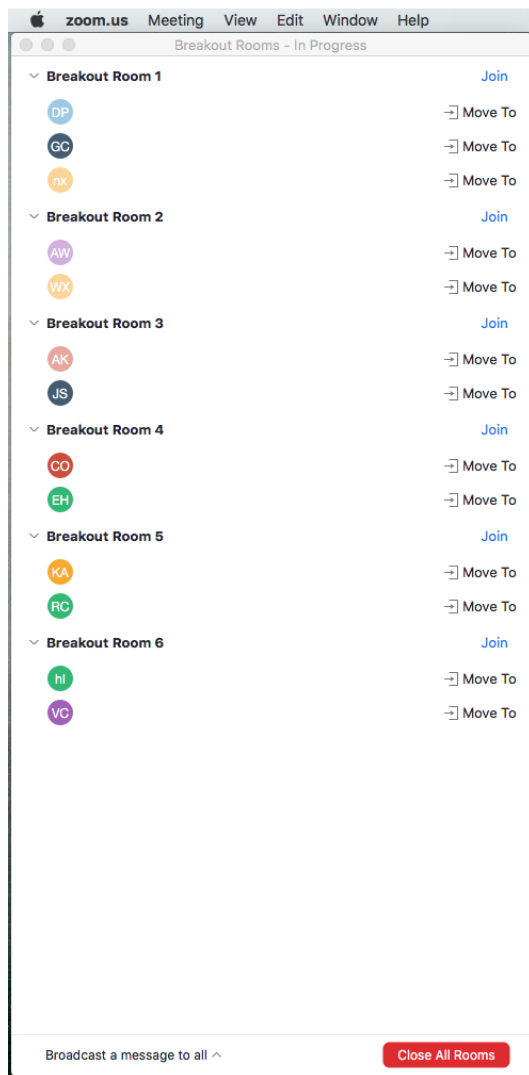 zoom.us Meeting View Edit Window Help
Breakout Rooms - In Progress
Breakout Room 1 Join
DP Move To
GC Move To
nx Move To
Breakout Room 2 Join
AW Move To
WX Move To
Breakout Room 3 Join
AK Move To
JS Move To
Breakout Room 4 Join
CO Move To
EH Move To
Breakout Room 5 Join
KA Move To
RC Move To
Breakout Room 6 Join
hl Move To
VC Move To
Broadcast a message to all Close All Rooms